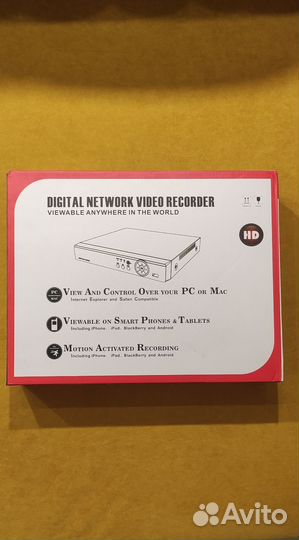 DIGITAL NETWORK VIDEO RECORDER
VIEWABLE ANYWHERE IN THE WORLD
HD
PC
MAC
VIEW AND CONTROL OVER YOUR PC OR MAC
Internet Explorer and Safari Compatible
VIEWABLE ON SMART PHONES & TABLETS
Including iPhone, iPad, BlackBerry and Android
MOTION ACTIVATED RECORDING
Including iPhone, iPad, BlackBerry and Android
Avito